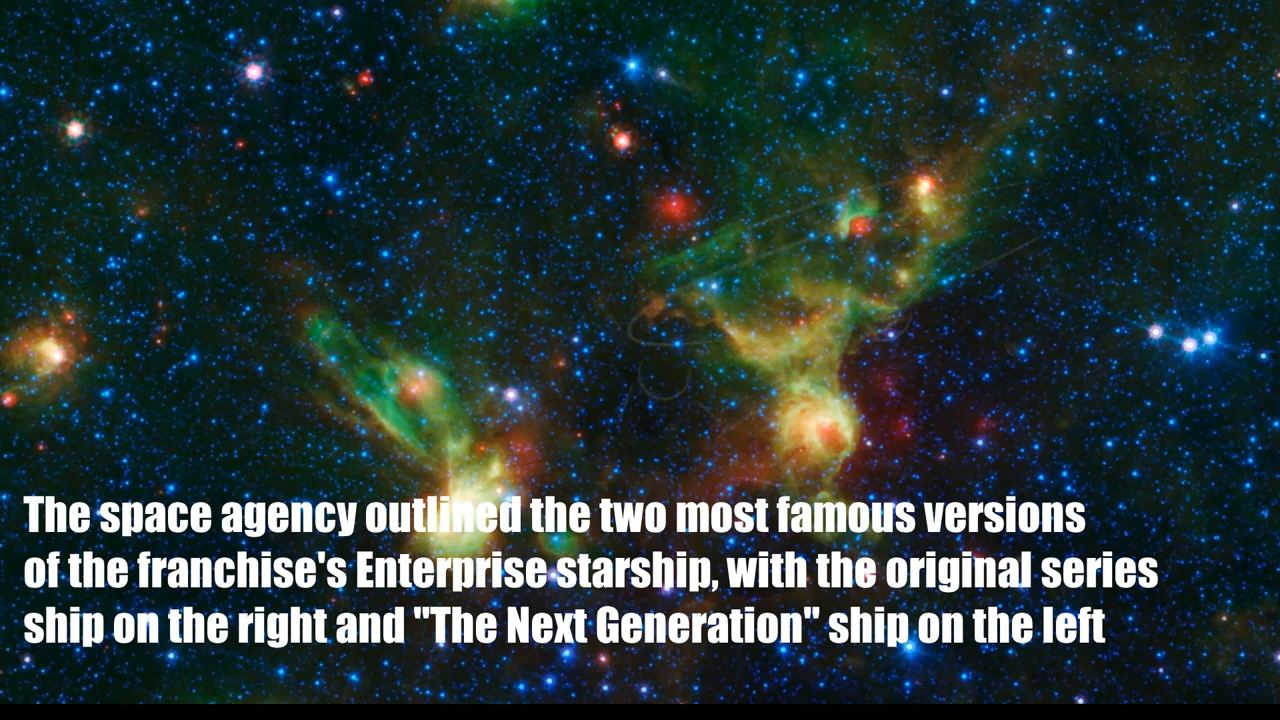 The space agency outlined the two most famous versions
of the franchise's Enterprise starship, with the original series
ship on the right and "The Next Generation" ship on the left